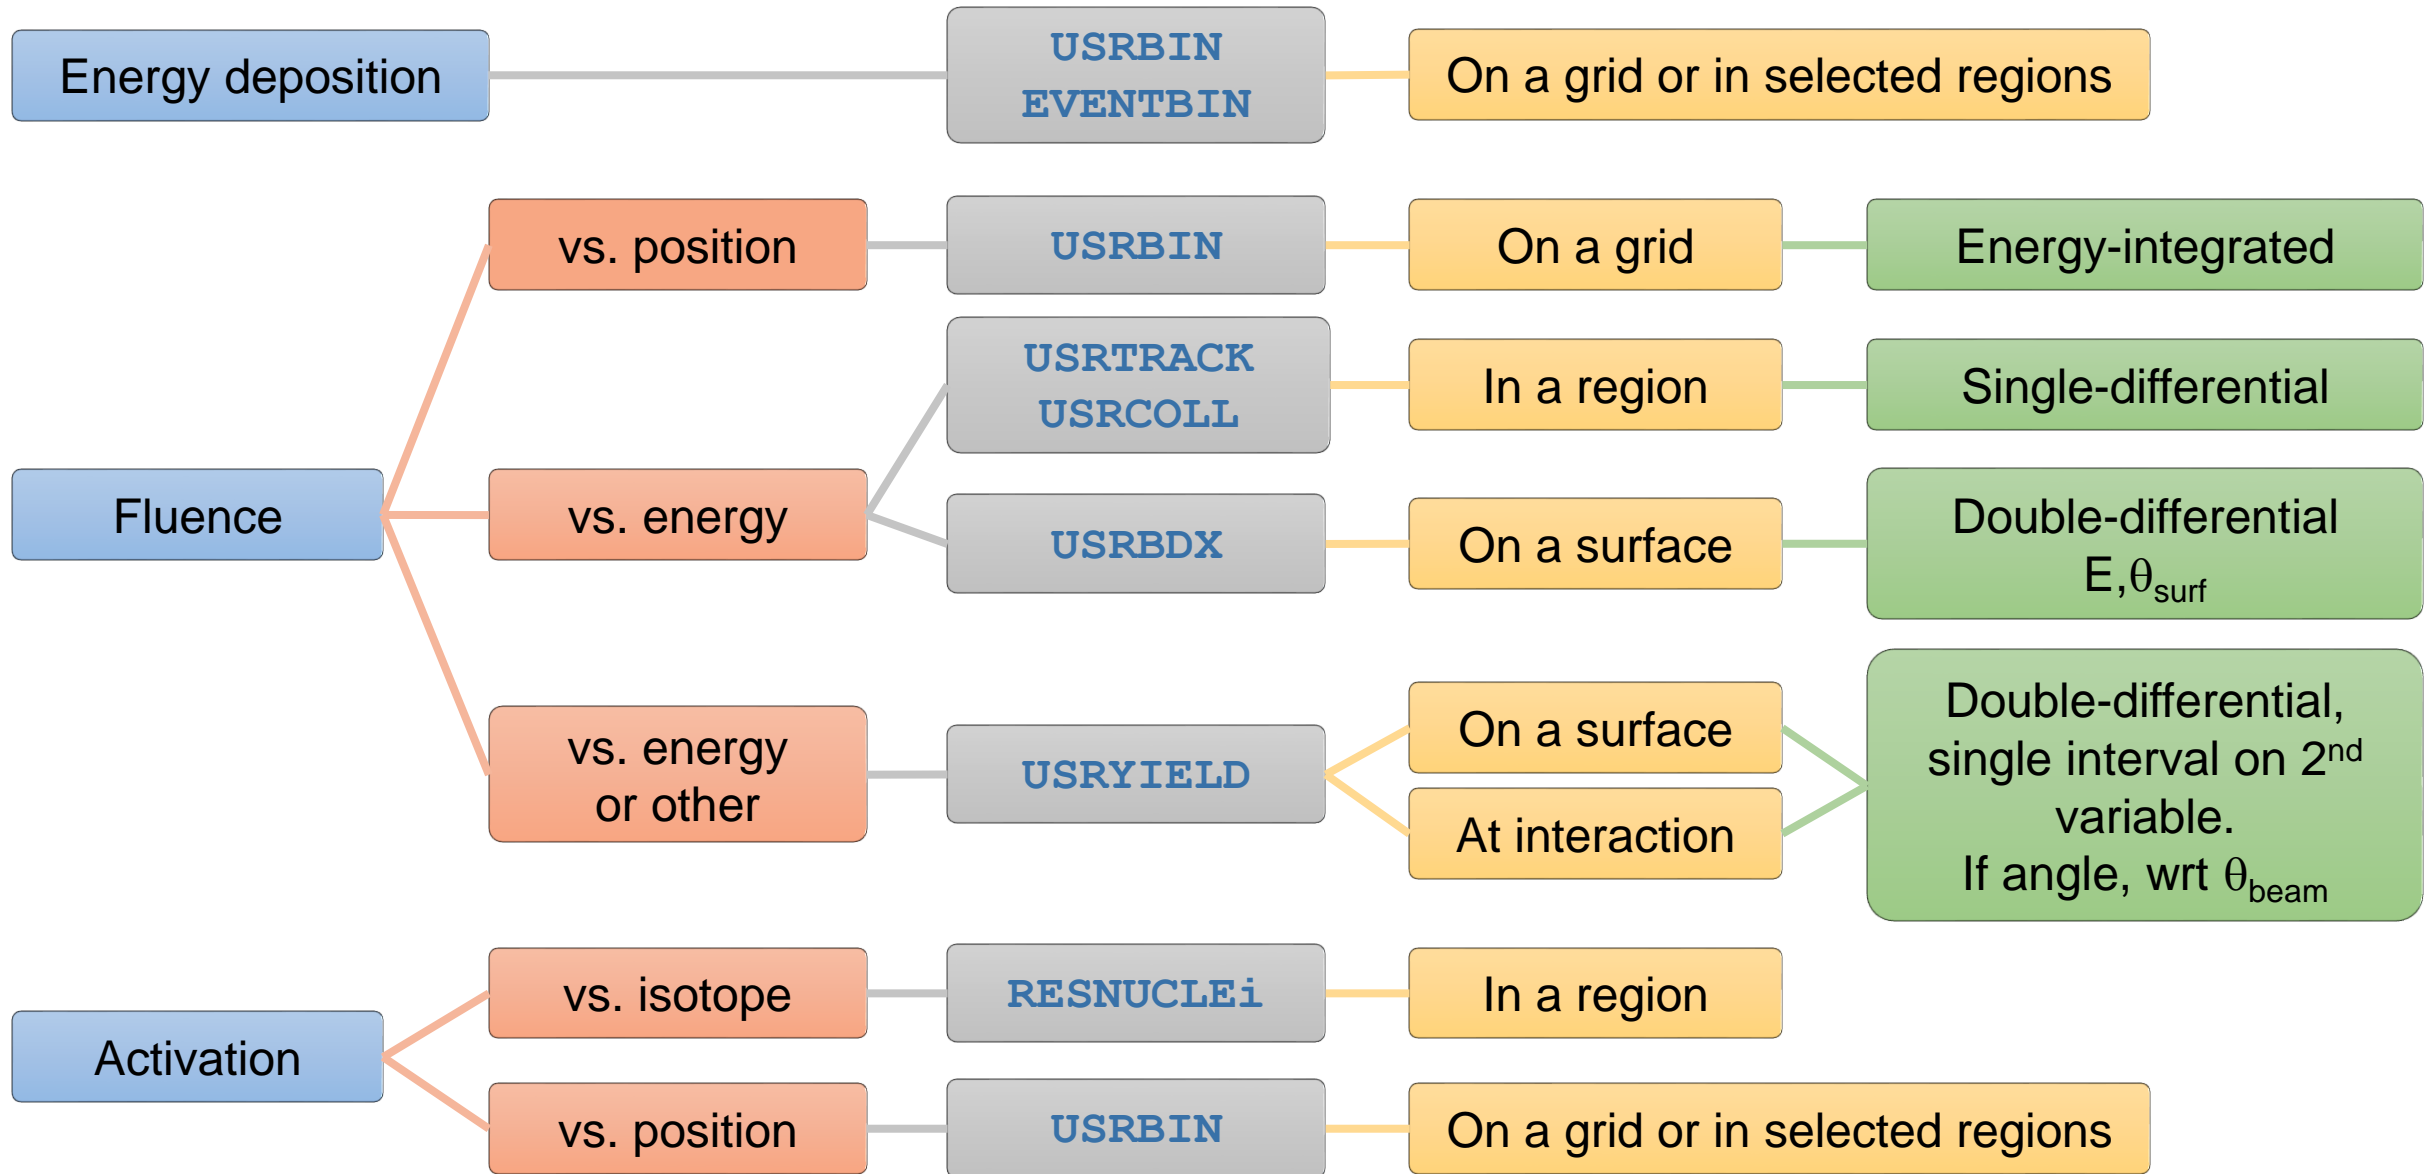 Energy deposition
USRBIN
EVENTBIN
On a grid or in selected regions
vs. position
USRBIN
On a grid
Energy-integrated
USRTRACK
USRCOLL
In a region
Single-differential
Fluence
vs. energy
USRBDX
On a surface
Double-differential
E,θsurf
vs. energy
or other
USRYIELD
On a surface
At interaction
Double-differential,
single interval on 2nd
variable.
If angle, wrt θbeam
Activation
vs. isotope
RESNUCLEi
In a region
vs. position
USRBIN
On a grid or in selected regions